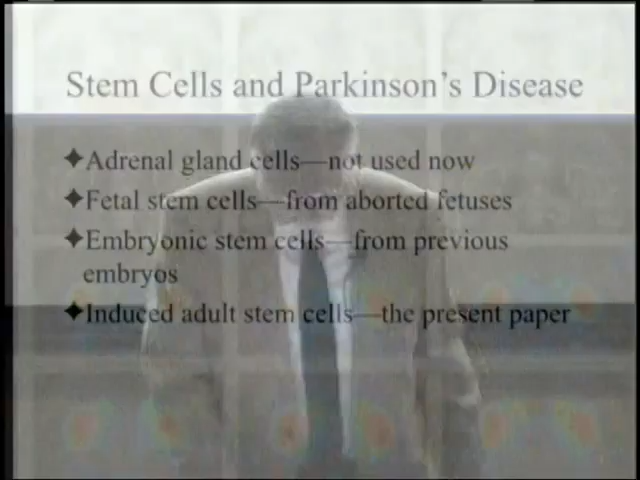 Stem Cells and Parkinson's Disease
✦Adrenal gland cells—not used now
✦Fetal stem cells—from aborted fetuses
✦Embryonic stem cells—from previous
embryos
✦Induced adult stem cells—the present paper